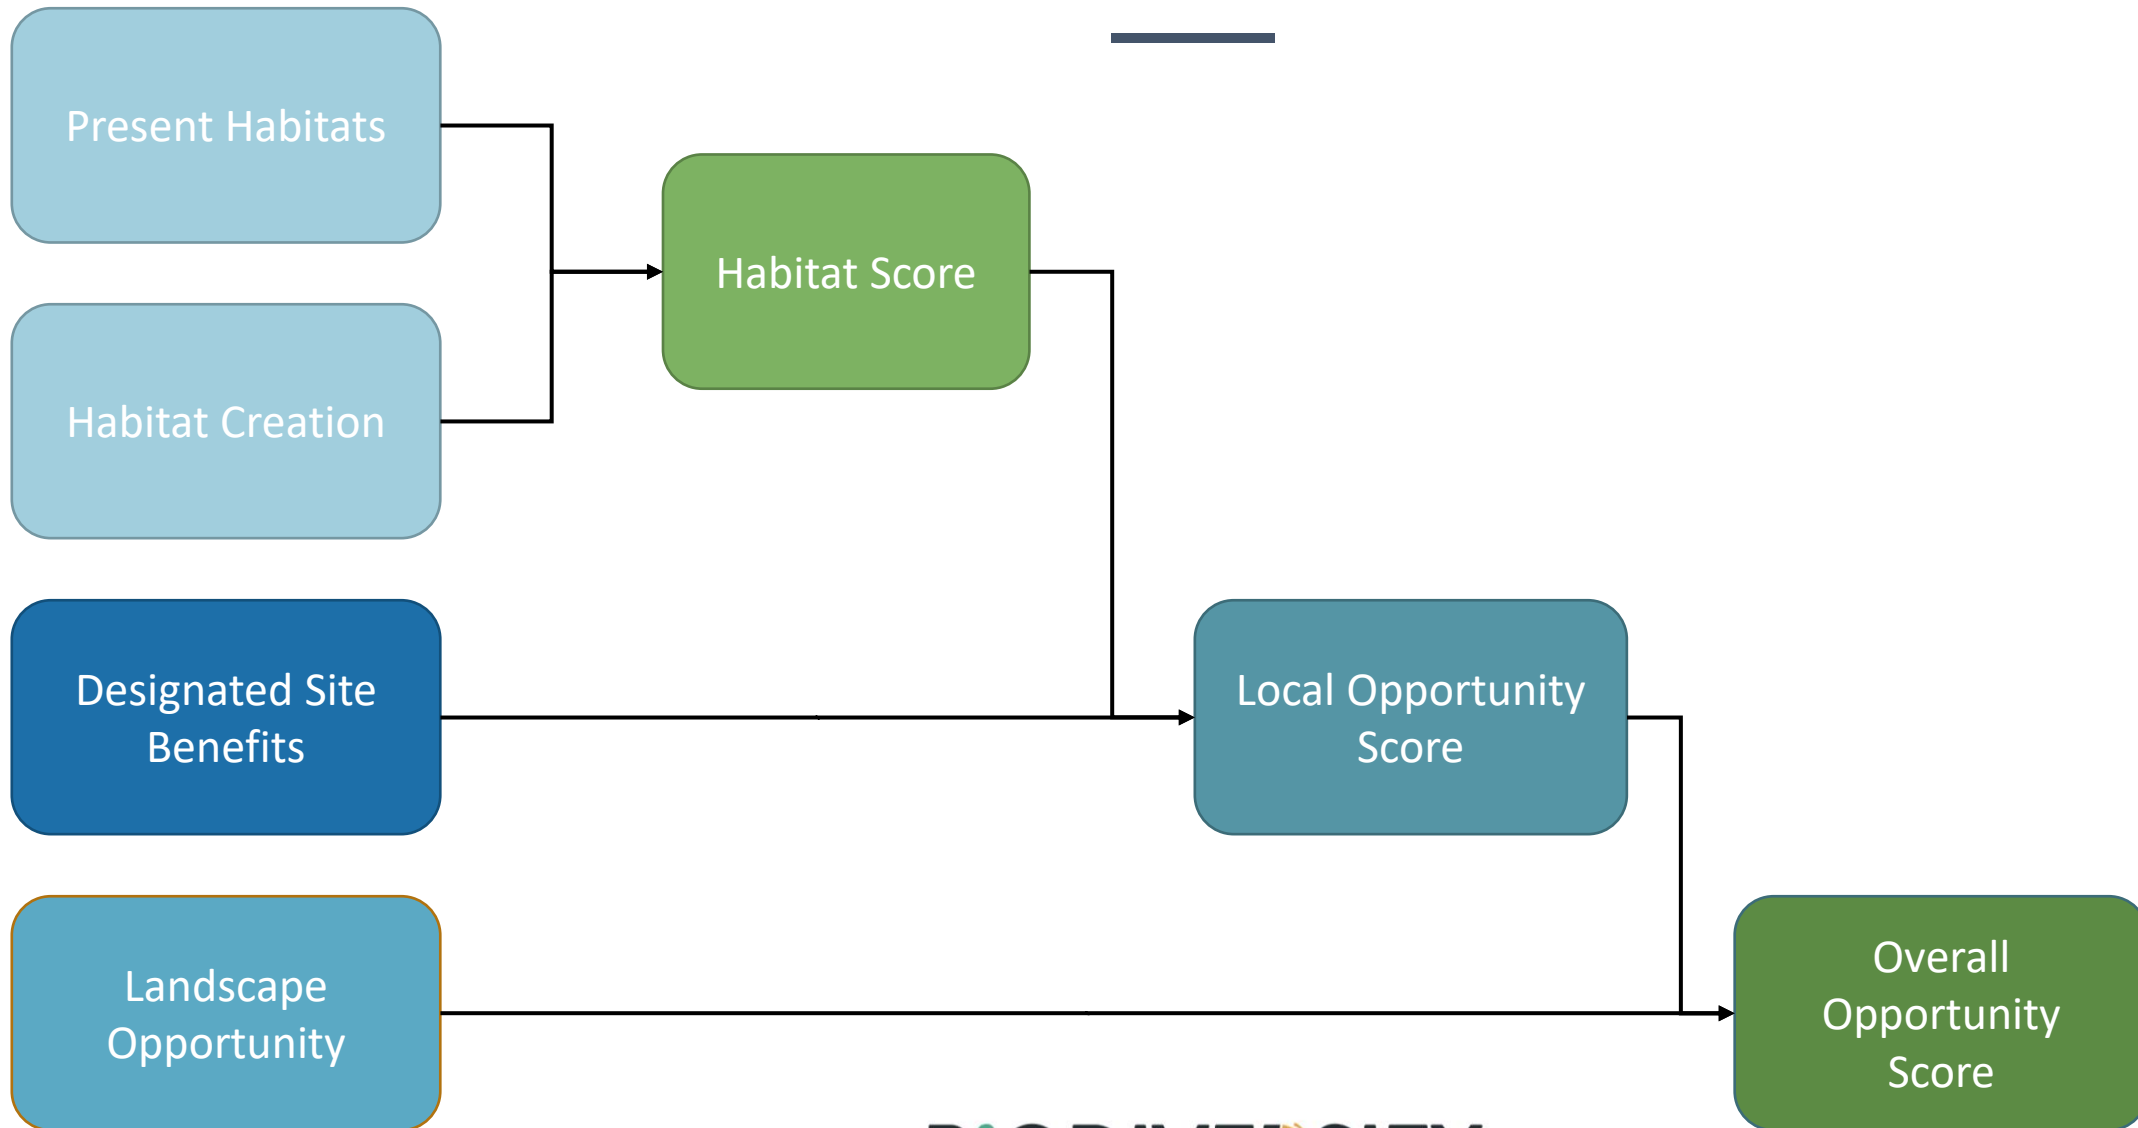 Present Habitats
Habitat Creation
Habitat Score
Designated Site
Benefits
Local Opportunity
Score
Landscape
Opportunity
Overall
Opportunity
Score